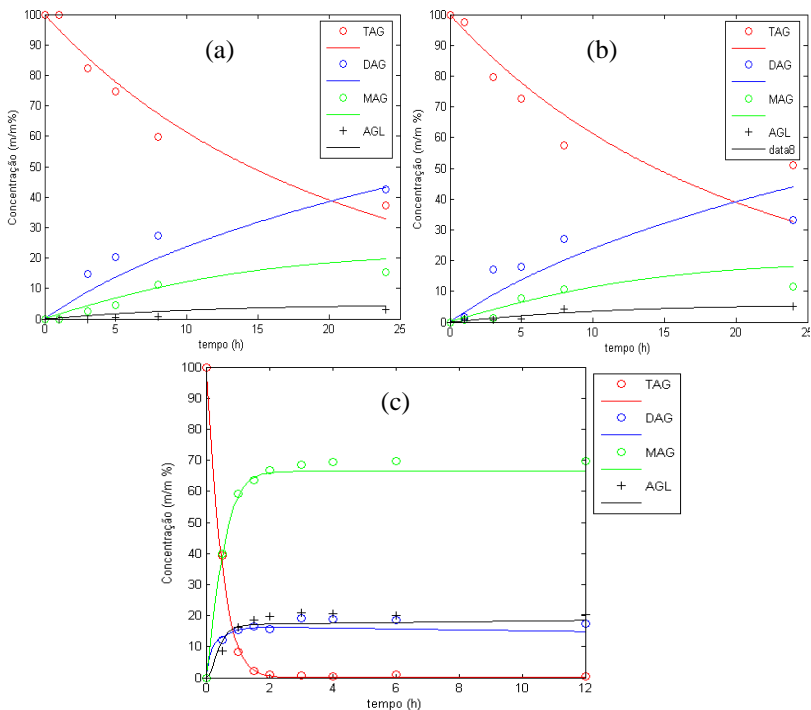 (a)
Concentração (m/m%)
100
90
80
70
60
50
40
30
20
10
0
0 5 10 15 20 25
tempo (h)
TAG
DAG
MAG
AGL
(b)
Concentração (m/m %)
100
90
80
70
60
50
40
30
20
10
0
0 5 10 15 20 25
tempo (h)
TAG
DAG
MAG
AGL
data8
(c)
Concentração (m/m %)
100
90
80
70
60
50
40
30
20
10
0
0 2 4 6 8 10 12
tempo (h)
TAG
DAG
MAG
AGL